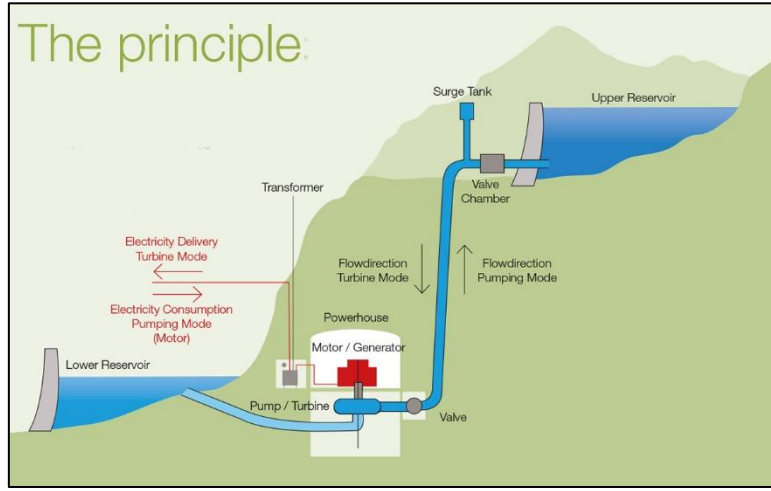 The principle
Surge Tank
Upper Reservoir
Valve
Chamber
Transformer
Electricity Delivery
Turbine Mode
Flowdirection
Turbine Mode
Flowdirection
Pumping Mode
Electricity Consumption
Pumping Mode
(Motor)
Powerhouse
Motor / Generator
Lower Reservoir
Pump / Turbine
Valve